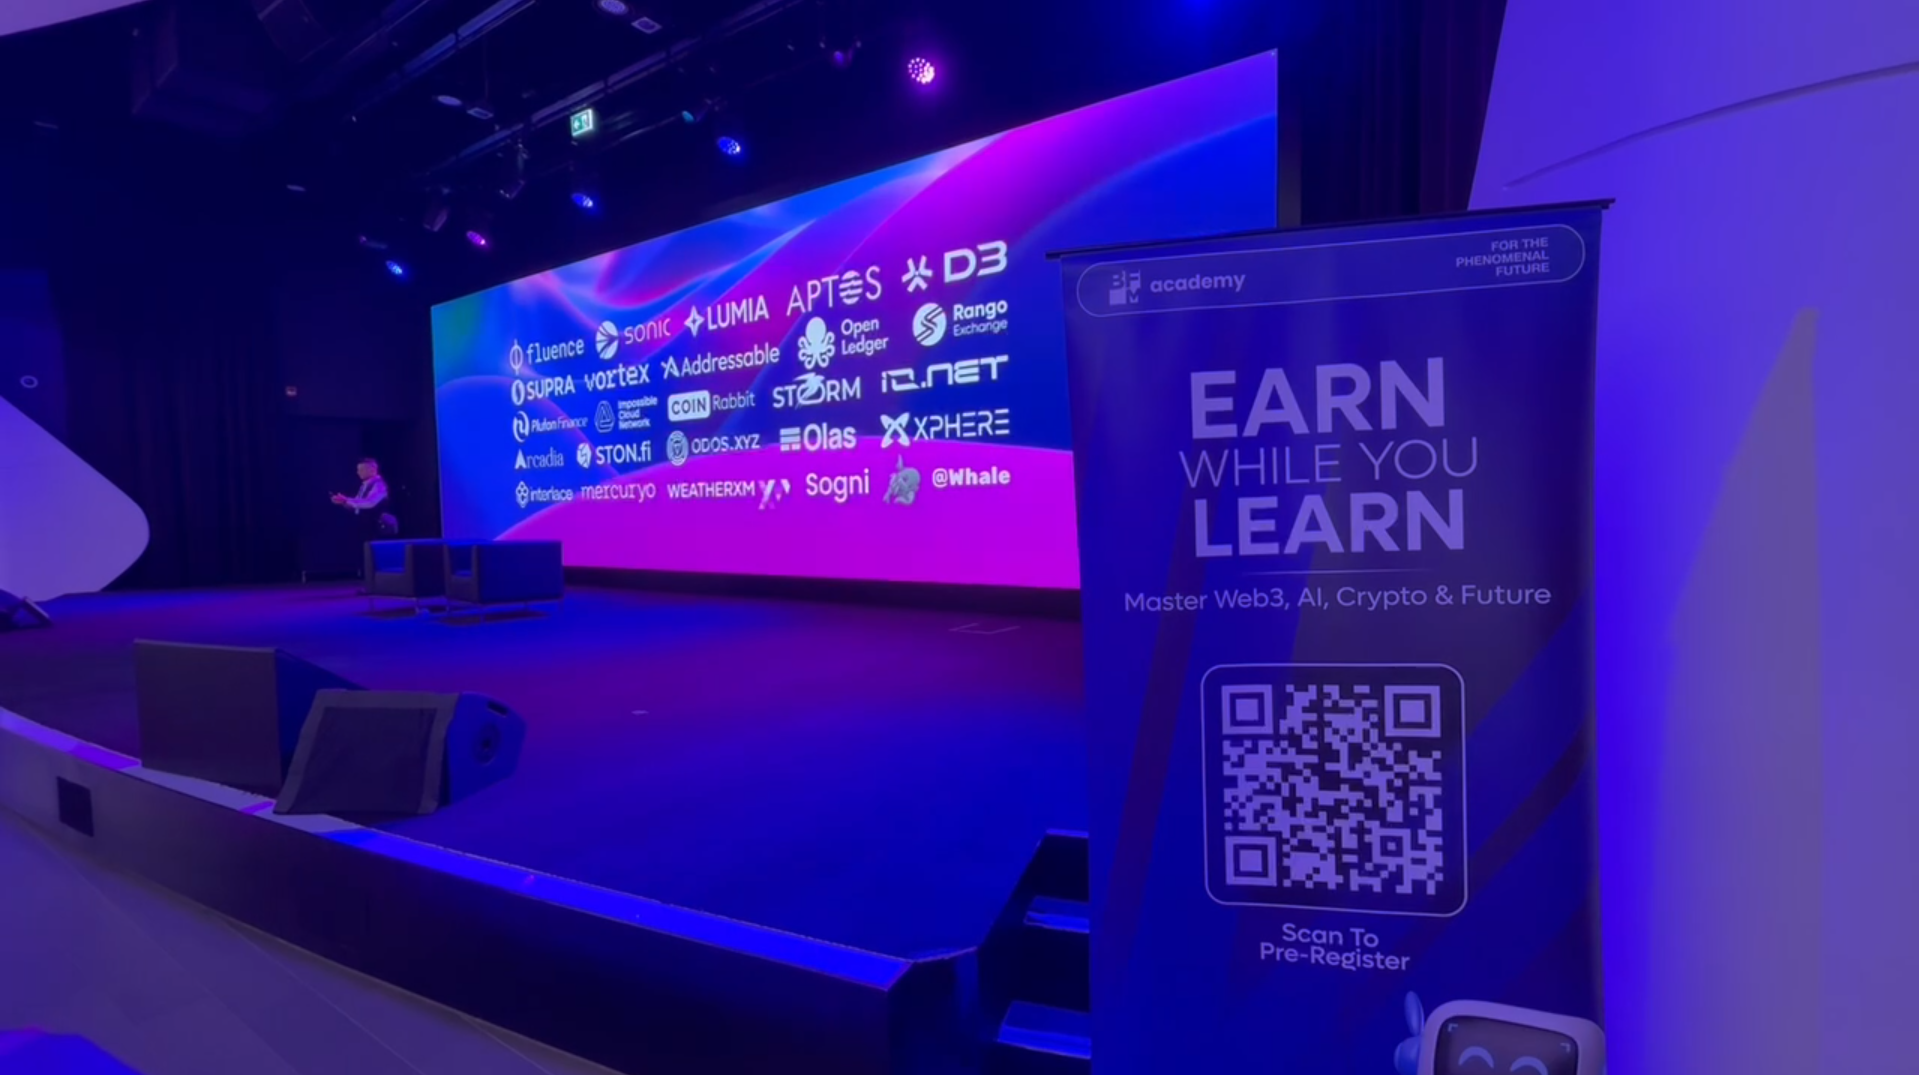 fluence sonic LUMIA APTOS D3
SUPRA vortex Addressable Open Ledger Rango Exchange
Pluton Finance Impossible Cloud Network COIN Rabbit STORM IO.NET
Arcadia STON.fi ODOS.XYZ Olas XPHERE
interlace mercuryo WEATHERXM Sogni @Whale
academy
FOR THE
PHENOMENAL
FUTURE
EARN
WHILE YOU
LEARN
Master Web3, AI, Crypto & Future
Scan To
Pre-Register